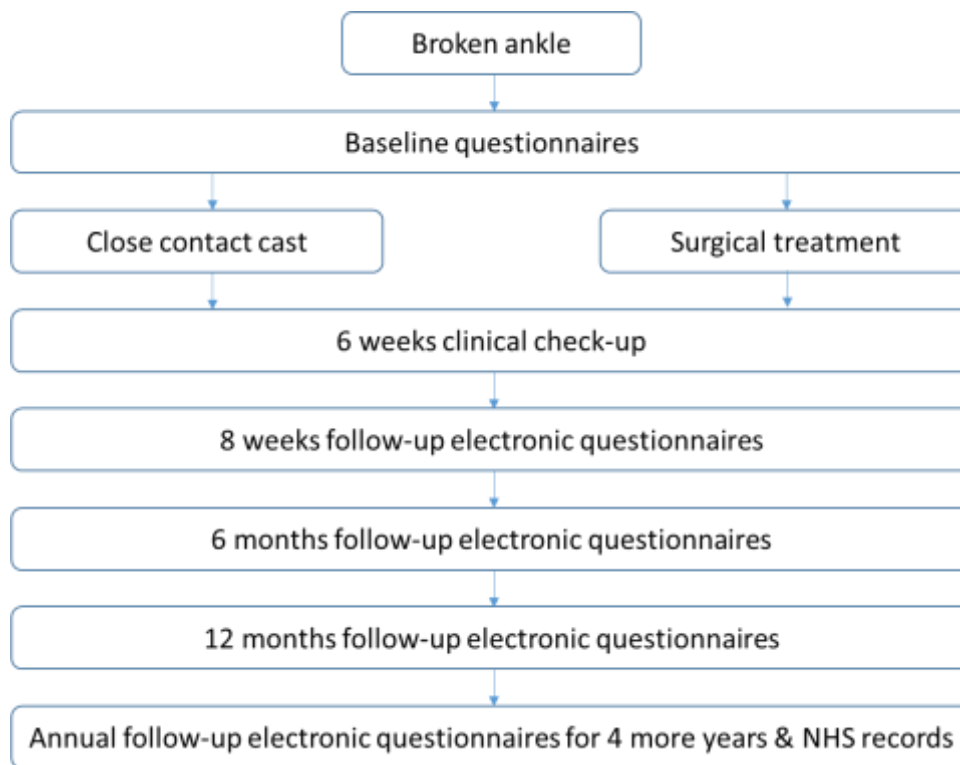 Broken ankle
Baseline questionnaires
Close contact cast
Surgical treatment
6 weeks clinical check-up
8 weeks follow-up electronic questionnaires
6 months follow-up electronic questionnaires
12 months follow-up electronic questionnaires
Annual follow-up electronic questionnaires for 4 more years & NHS records